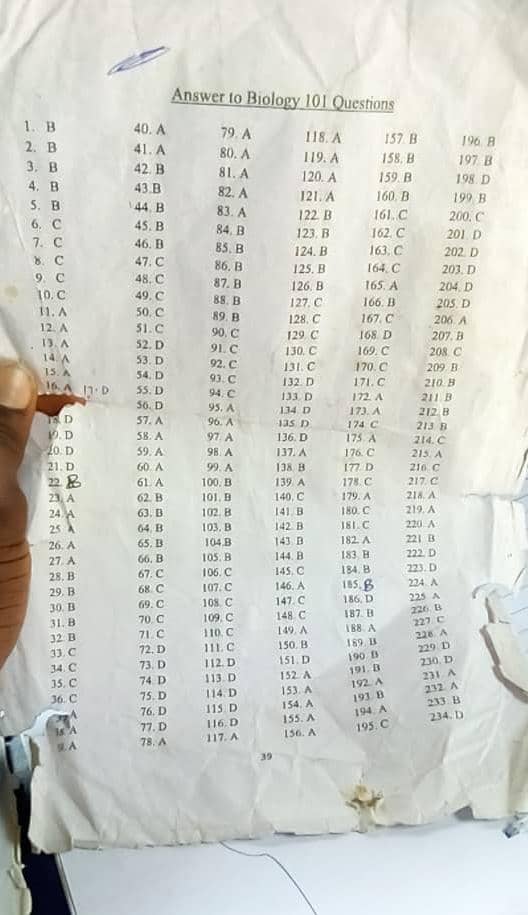 Answer to Biology 101 Questions
1. B
2. B
3. B
4. B
5. B
6. C
7. C
8. C
9. C
10. C
11. A
12. A
13. A
14. A
15. A
16. A 17. D
18. D
19. D
20. D
21. D
22 B
23. A
24. A
25 A
26. A
27. A
28. B
29. B
30. B
31. B
32 B
33. C
34. C
35. C
36. C
A
38. A
A
40. A
41. A
42. B
43.B
44. B
45. B
46. B
47. C
48. C
49. C
50. C
51. C
52. D
53. D
54. D
55. D
56. D
57. A
58. A
59. A
60. A
61. A
62. B
63. B
64. B
65. B
66. B
67. C
68. C
69. C
70. C
71. C
72. D
73. D
74. D
75. D
76. D
77. D
78. A
79. A
80. A
81. A
82. A
83. A
84. B
85. B
86. B
87. B
88. B
89. B
90. C
91. C
92. C
93. C
94. C
95. A
96. A
97. A
98. A
99. A
100. B
101. B
102. B
103. B
104.B
105. B
106. C
107. C
108. C
109. C
110. C
111. C
112. D
113. D
114. D
115. D
116. D
117. A
118. A
119. A
120. A
121. A
122. B
123. B
124. B
125. B
126. B
127. C
128. C
129. C
130. C
131. C
132. D
133. D
134. D
135. D
136. D
137. A
138. B
139. A
140. C
141. B
142. B
143. B
144. B
145. C
146. A
147. C
148. C
149. A
150. B
151. D
152. A
153. A
154. A
155. A
156. A
157. B
158. B
159. B
160. B
161. C
162. C
163. C
164. C
165. A
166. B
167. C
168. D
169. C
170. C
171. C
172. A
173. A
174. C
175. A
176. C
177. D
178. C
179. A
180. C
181. C
182. A
183. B
184. B
185. B
186. D
187. B
188. A
189. B
190. B
191. B
192. A
193. B
194. A
195. C
196. B
197. B
198. D
199. B
200. C
201. D
202. D
203. D
204. D
205. D
206. A
207. B
208. C
209. B
210. B
211. B
212. B
213. B
214. C
215. A
216. C
217. C
218. A
219. A
220. A
221. B
222. D
223. D
224. A
225. A
226. B
227. C
228. A
229. D
230. D
231. A
232. A
233. B
234. D
39